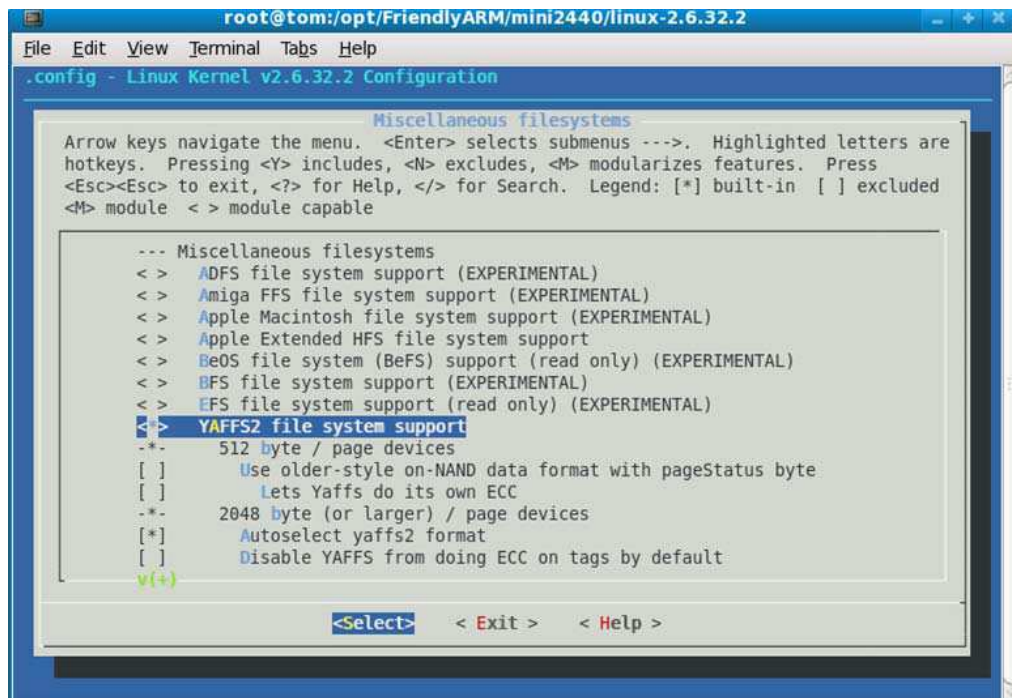 root@tom:/opt/FriendlyARM/mini2440/linux-2.6.32.2
File Edit View Terminal Tabs Help
.config - Linux Kernel v2.6.32.2 Configuration
Miscellaneous filesystems
Arrow keys navigate the menu. <Enter> selects submenus --->. Highlighted letters are
hotkeys. Pressing <Y> includes, <N> excludes, <M> modularizes features. Press
<Esc><Esc> to exit, <?> for Help, </> for Search. Legend: [*] built-in [ ] excluded
<M> module < > module capable
--- Miscellaneous filesystems
< > ADFS file system support (EXPERIMENTAL)
< > Amiga FFS file system support (EXPERIMENTAL)
< > Apple Macintosh file system support (EXPERIMENTAL)
< > Apple Extended HFS file system support
< > BeOS file system (BeFS) support (read only) (EXPERIMENTAL)
< > BFS file system support (EXPERIMENTAL)
< > EFS file system support (read only) (EXPERIMENTAL)
<*> YAFFS2 file system support
-*- 512 byte / page devices
[ ] Use older-style on-NAND data format with pageStatus byte
[ ] Lets Yaffs do its own ECC
-*- 2048 byte (or larger) / page devices
[*] Autoselect yaffs2 format
[ ] Disable YAFFS from doing ECC on tags by default
v(+)
<Select> < Exit > < Help >